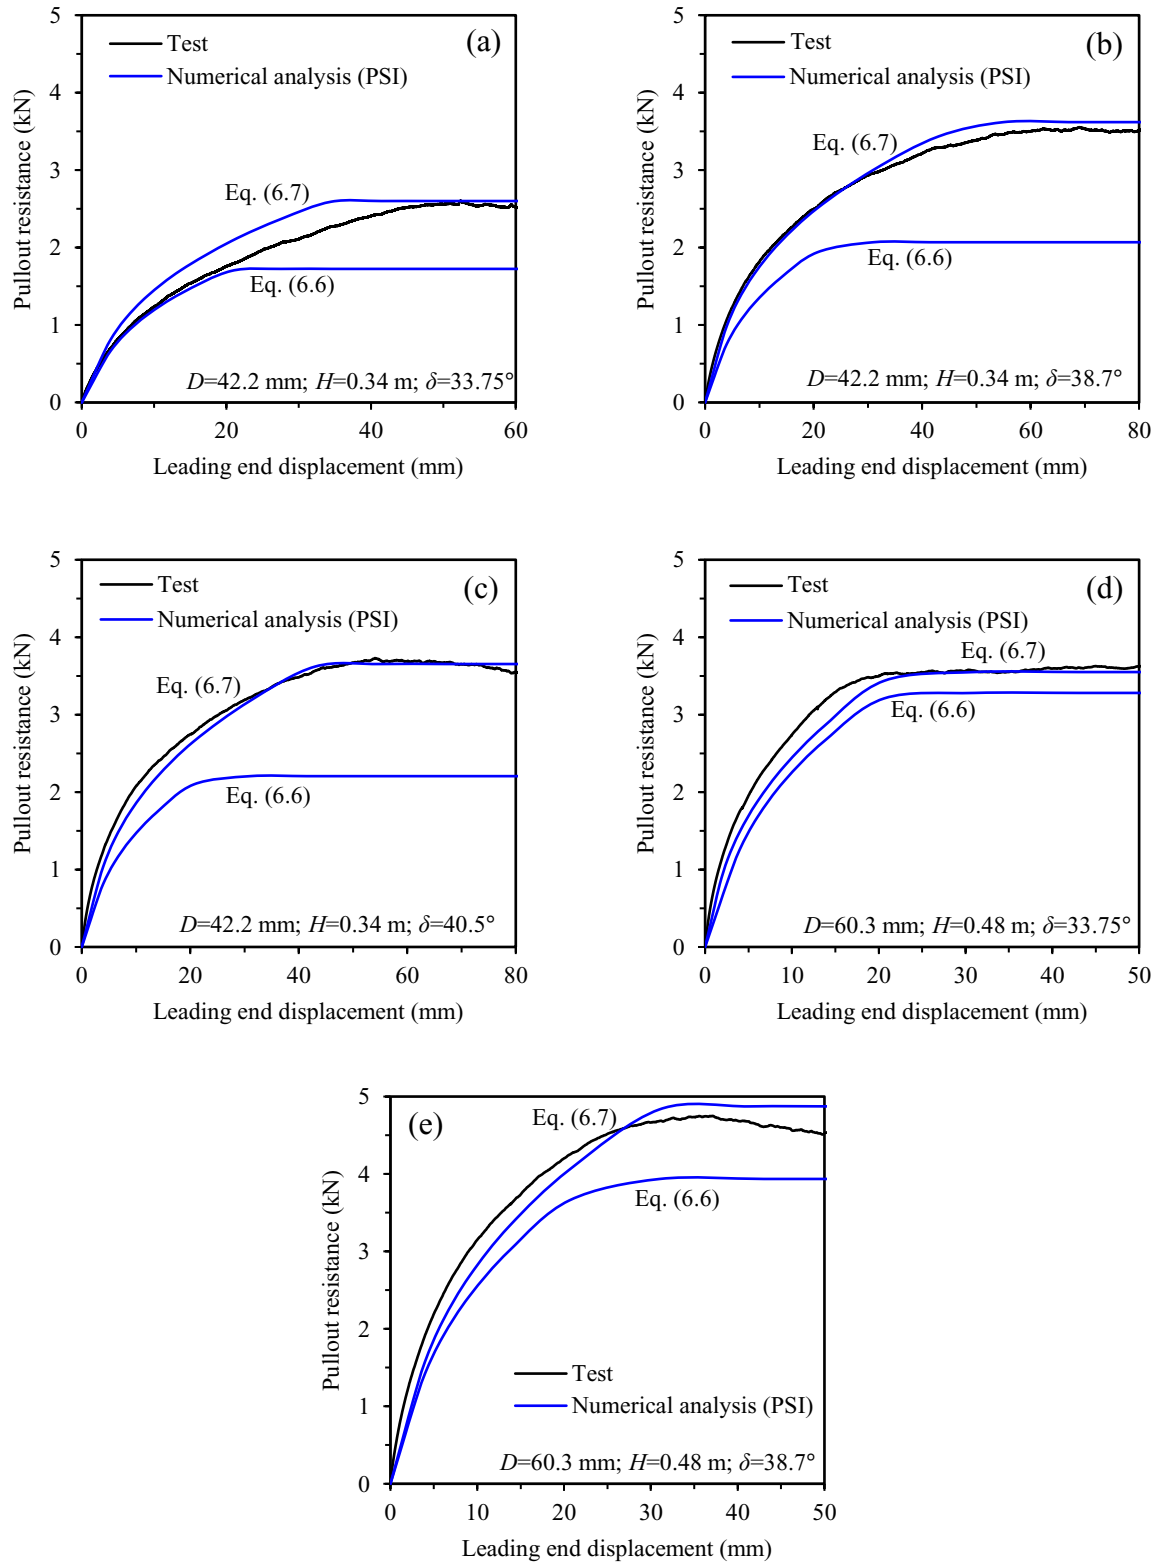 (a)
Test
Numerical analysis (PSI)
Eq. (6.7)
Eq. (6.6)
D=42.2 mm; H=0.34 m; δ=33.75°
Pullout resistance (kN)
5
4
3
2
1
0
0 20 40 60
Leading end displacement (mm)
(b)
Test
Numerical analysis (PSI)
Eq. (6.7)
Eq. (6.6)
D=42.2 mm; H=0.34 m; δ=38.7°
Pullout resistance (kN)
5
4
3
2
1
0
0 20 40 60 80
Leading end displacement (mm)
(c)
Test
Numerical analysis (PSI)
Eq. (6.7)
Eq. (6.6)
D=42.2 mm; H=0.34 m; δ=40.5°
Pullout resistance (kN)
5
4
3
2
1
0
0 20 40 60 80
Leading end displacement (mm)
(d)
Test
Numerical analysis (PSI)
Eq. (6.7)
Eq. (6.6)
D=60.3 mm; H=0.48 m; δ=33.75°
Pullout resistance (kN)
5
4
3
2
1
0
0 10 20 30 40 50
Leading end displacement (mm)
(e)
Eq. (6.7)
Eq. (6.6)
Test
Numerical analysis (PSI)
D=60.3 mm; H=0.48 m; δ=38.7°
Pullout resistance (kN)
5
4
3
2
1
0
0 10 20 30 40 50
Leading end displacement (mm)